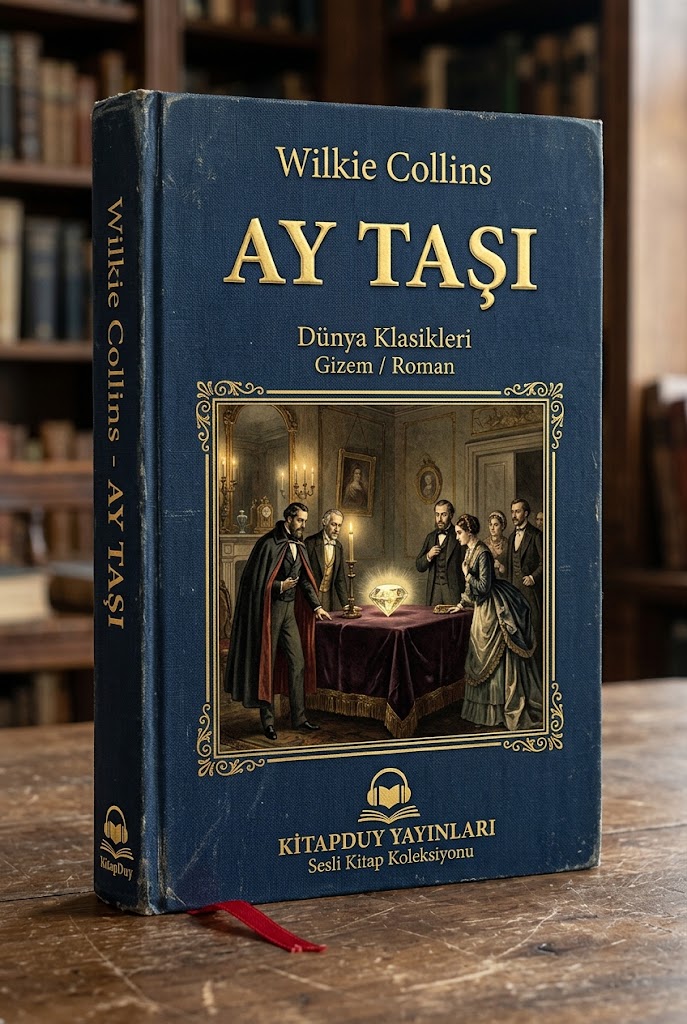 Wilkie Collins
AY TAŞI
Dünya Klasikleri
Gizem / Roman
KİTAPDUY YAYINLARI
Sesli Kitap Koleksiyonu
Wilkie Collins - AY TAŞI
KitapDuy